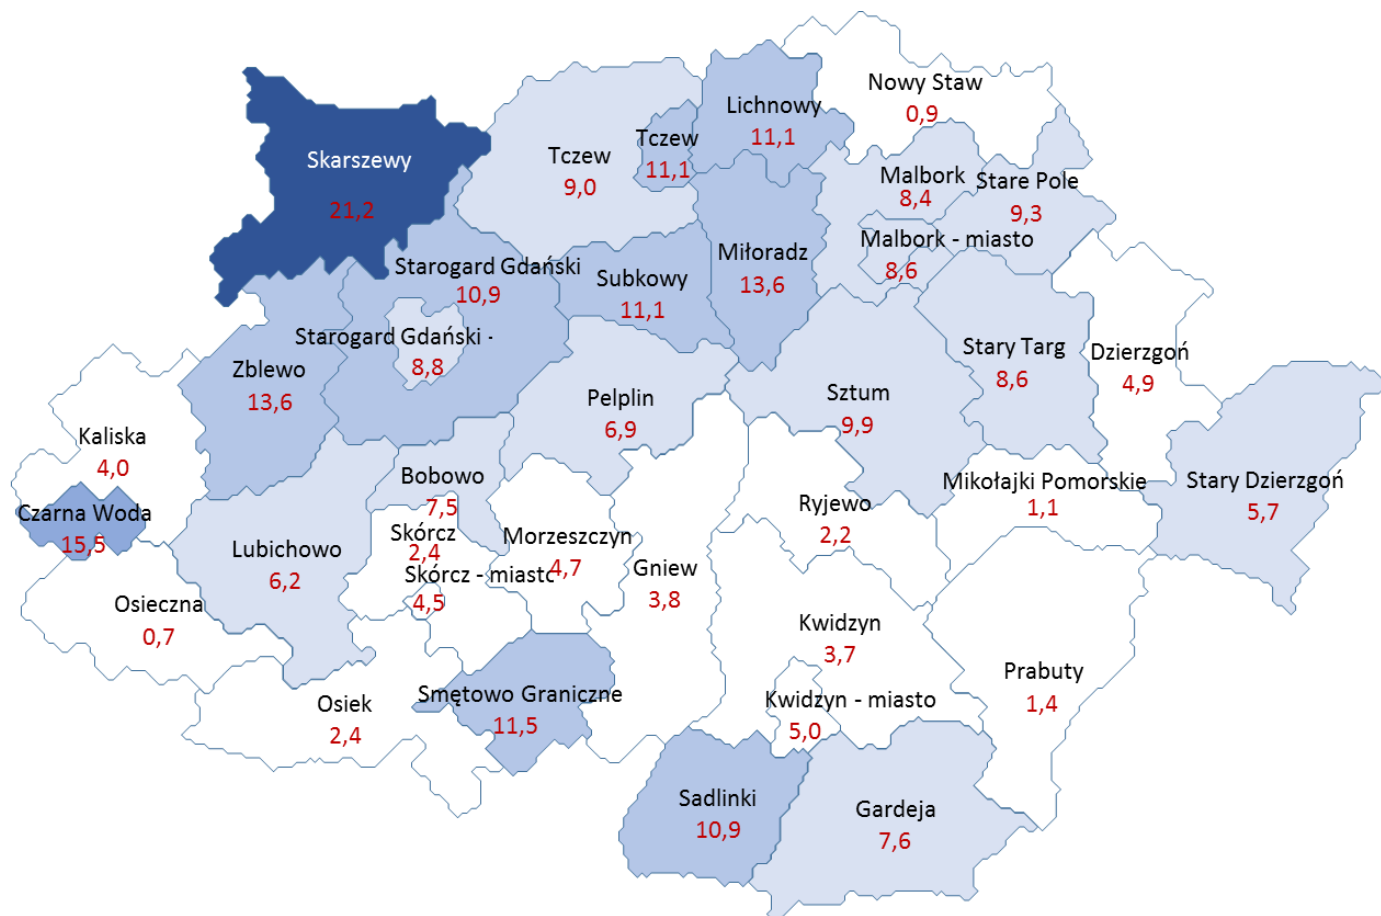 Nowy Staw
0,9
Lichnowy
11,1
Tczew
11,1
Tczew
9,0
Skarszewy
21,2
Malbork
8,4
Stare Pole
9,3
Malbork - miasto
8,6
Miłoradz
13,6
Starogard Gdański
10,9
Subkowy
11,1
Starogard Gdański -
8,8
Zblewo
13,6
Stary Targ
8,6
Dzierzgoń
4,9
Pelplin
6,9
Sztum
9,9
Kaliska
4,0
Bobowo
7,5
Mikołajki Pomorskie
1,1
Stary Dzierzgoń
5,7
Ryjewo
2,2
Czarna Woda
15,5
Skórcz
2,4
Morzeszczyn
4,7
Lubichowo
6,2
Skórcz - miasto
4,5
Gniew
3,8
Osieczna
0,7
Kwidzyn
3,7
Prabuty
1,4
Smętowo Graniczne
11,5
Kwidzyn - miasto
5,0
Osiek
2,4
Sadlinki
10,9
Gardeja
7,6